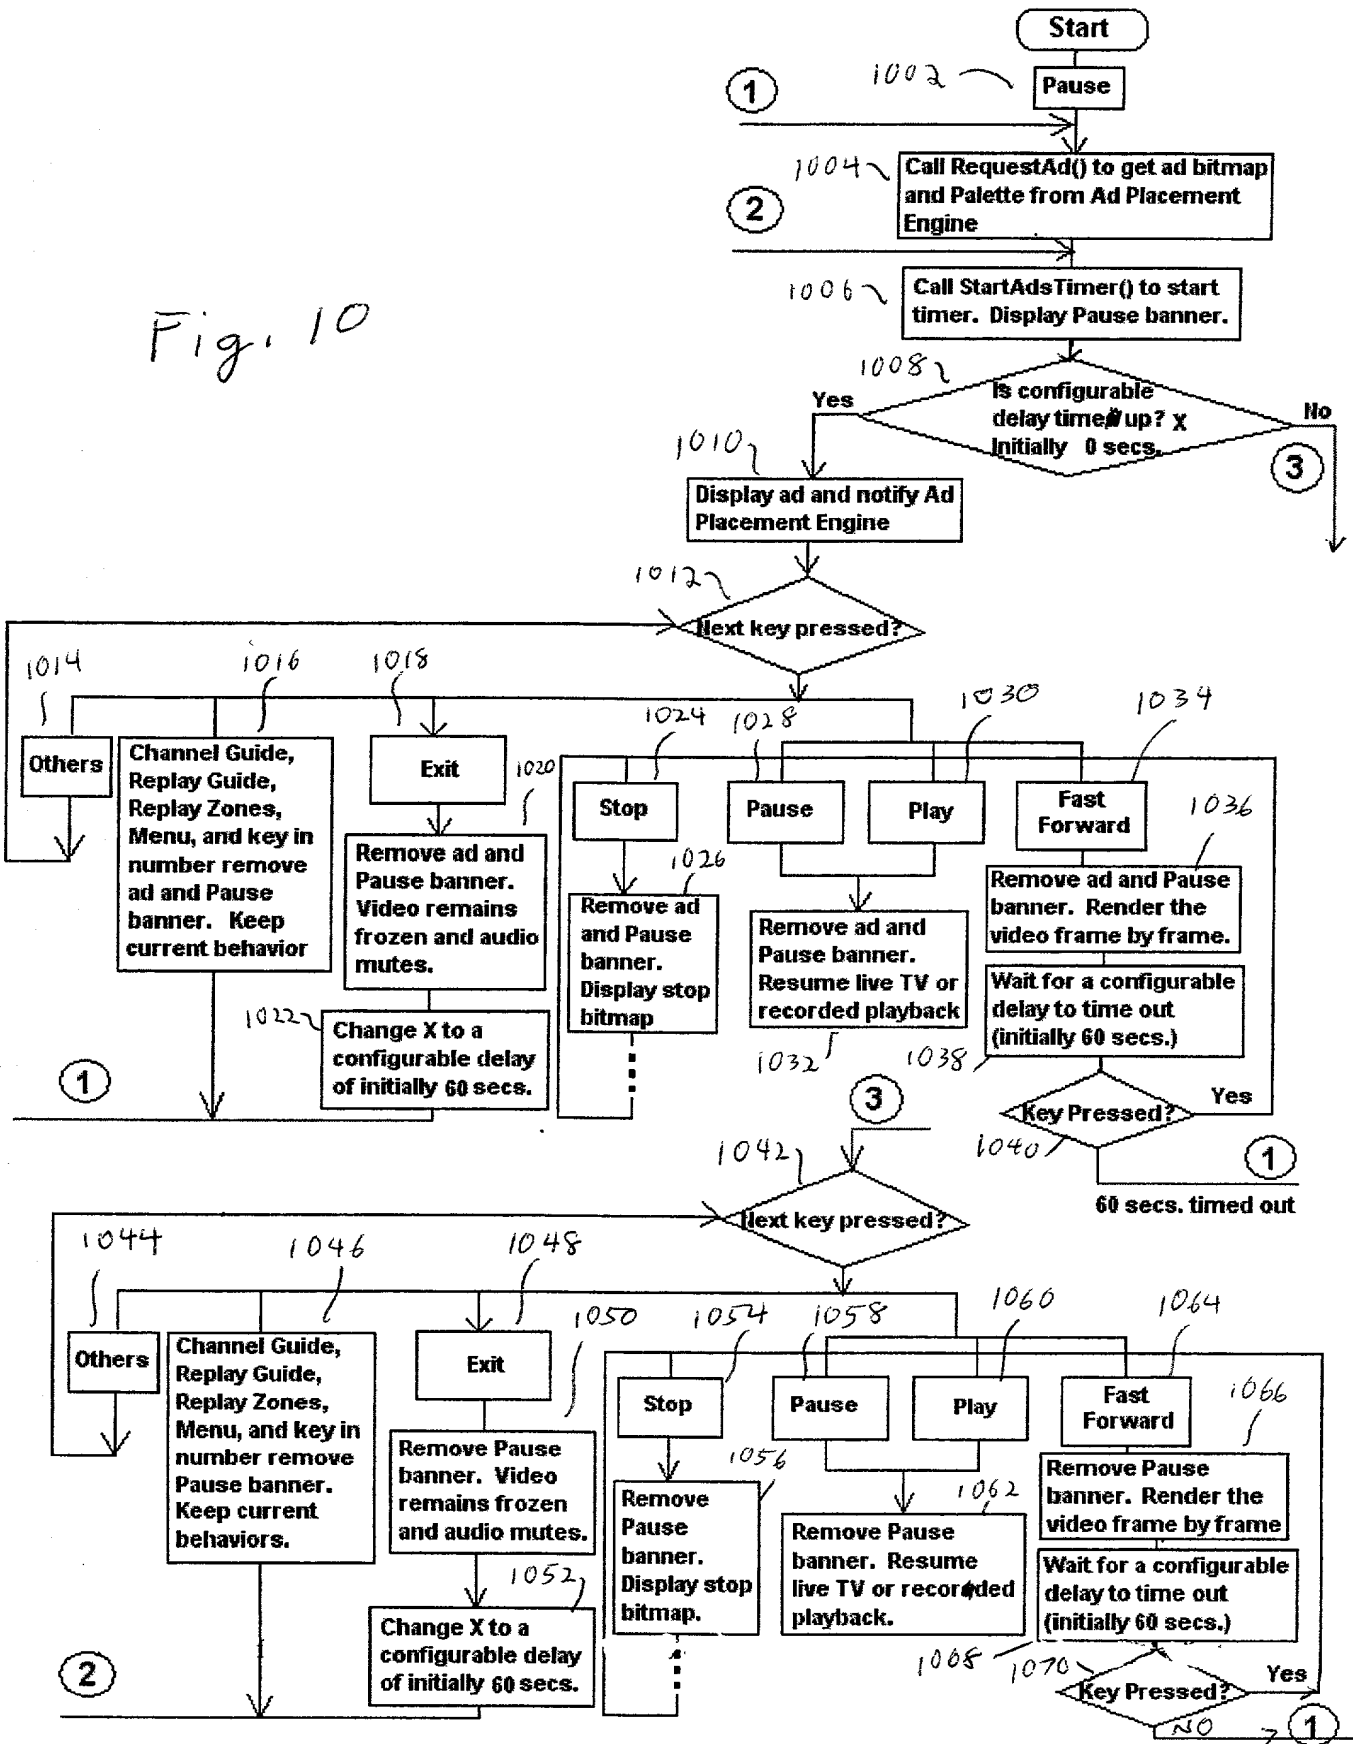 Start
1002
Pause
1
1004
Call RequestAd() to get ad bitmap
and Palette from Ad Placement
Engine
2
1006
Call StartAdsTimer() to start
timer. Display Pause banner.
Fig. 10
1008
Is configurable
delay time up? X
Initially 0 secs.
Yes
No
3
1010
Display ad and notify Ad
Placement Engine
1012
Next key pressed?
1014
Others
1016
Channel Guide,
Replay Guide,
Replay Zones,
Menu, and key in
number remove
ad and Pause
banner. Keep
current behavior
1018
Exit
1020
Remove ad and
Pause banner.
Video remains
frozen and audio
mutes.
1022
Change X to a
configurable delay
of initially 60 secs.
1
1024
Stop
1026
Remove ad
and Pause
banner.
Display stop
bitmap
1028
Pause
1030
Play
Remove ad and
Pause banner.
Resume live TV or
recorded playback
1032
1034
Fast
Forward
1036
Remove ad and Pause
banner. Render the
video frame by frame.
Wait for a configurable
delay to time out
(initially 60 secs.)
1038
Key Pressed?
Yes
1040
1
60 secs. timed out
3
1042
Next key pressed?
1044
Others
1046
Channel Guide,
Replay Guide,
Replay Zones,
Menu, and key in
number remove
Pause banner.
Keep current
behaviors.
1048
Exit
1050
Remove Pause
banner. Video
remains frozen
and audio mutes.
1052
Change X to a
configurable delay
of initially 60 secs.
2
1054
Stop
1056
Remove
Pause
banner.
Display stop
bitmap.
1058
Pause
1060
Play
1062
Remove Pause
banner. Resume
live TV or recorded
playback.
1064
Fast
Forward
1066
Remove Pause
banner. Render the
video frame by frame
Wait for a configurable
delay to time out
(initially 60 secs.)
1068
1070
Key Pressed?
Yes
NO
1